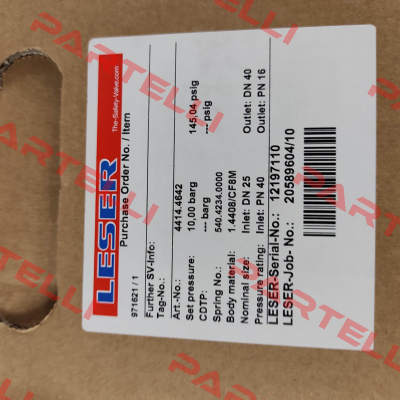 LESER
The-Safety-Valve.com
Purchase Order No. / Item
971621 / 1
Further SV-Info:
Tag-No.:
Art.-No.: 4414.4642
Set pressure: 10,00 barg 145,04 psig
CDTP: --- barg --- psig
Spring No.: 540.4234.0000
Body material: 1.4408/CF8M
Nominal size: Inlet: DN 25 Outlet: DN 40
Pressure rating: Inlet: PN 40 Outlet: PN 16
LESER-Serial-No.: 12197110
LESER-Job- No.: 20589604/10
PARTELLI
PARTELLI
PARTELLI
PARTELLI